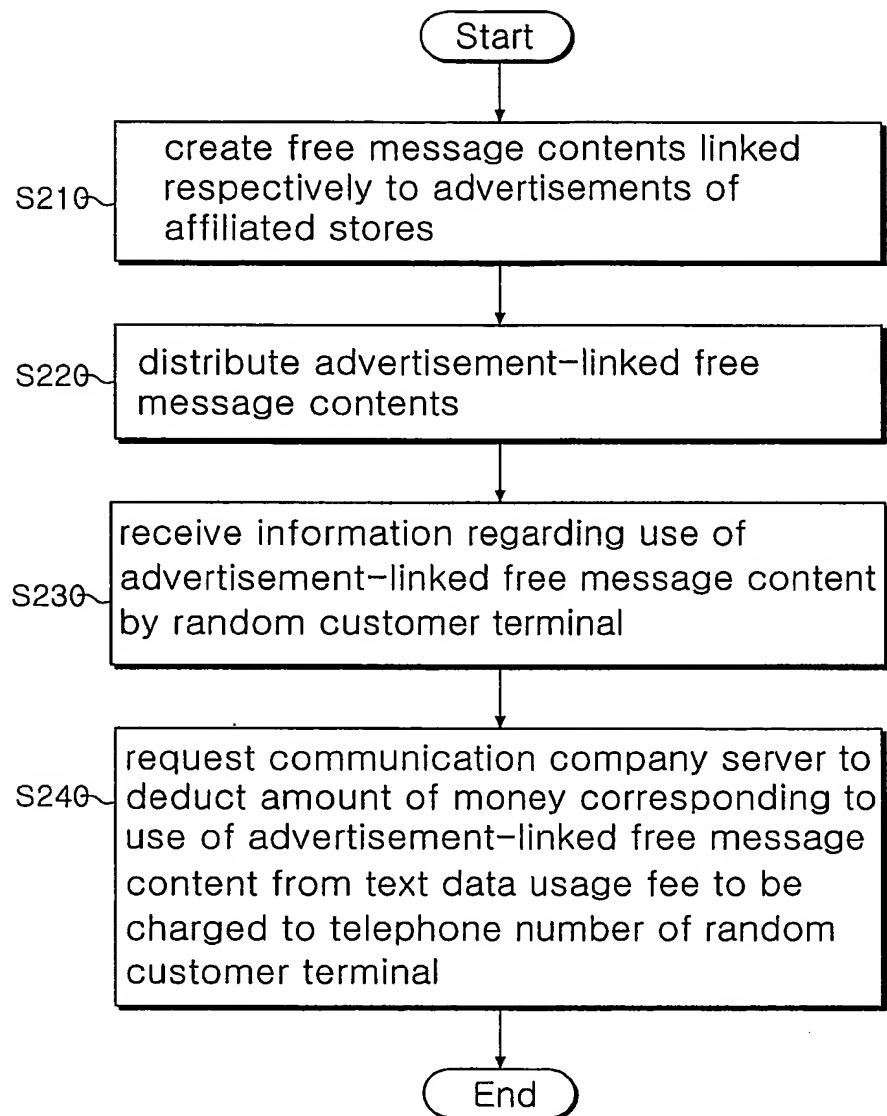 Start
S210
create free message contents linked
respectively to advertisements of
affiliated stores
S220
distribute advertisement-linked free
message contents
S230
receive information regarding use of
advertisement-linked free message content
by random customer terminal
S240
request communication company server to
deduct amount of money corresponding to
use of advertisement-linked free message
content from text data usage fee to be
charged to telephone number of random
customer terminal
End